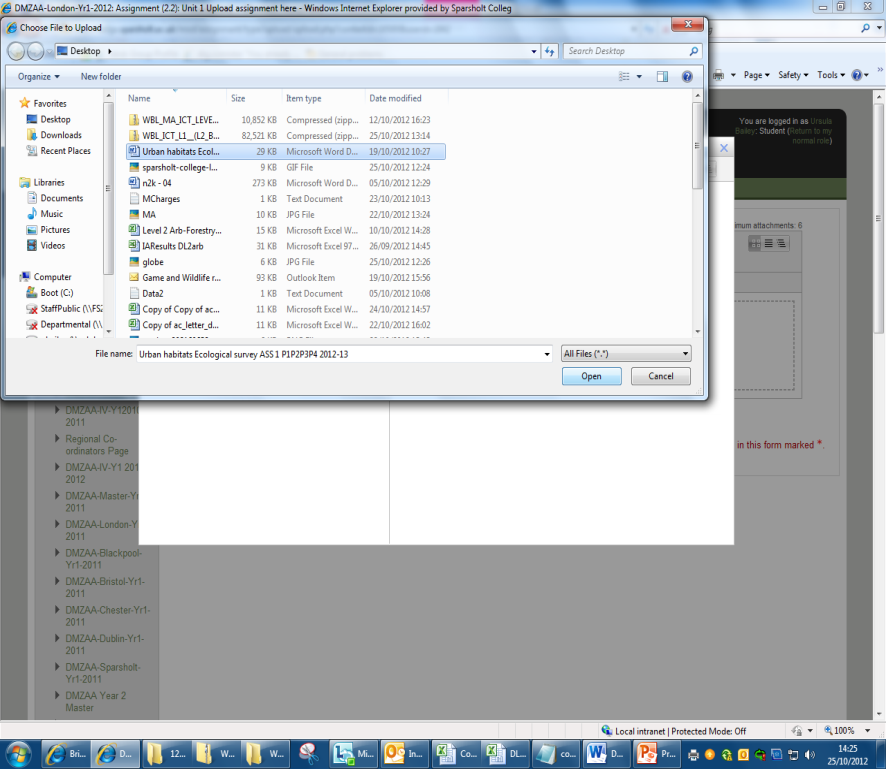 DMZAA-London-Yr1-2012: Assignment (2.2): Unit 1 Upload assignment here - Windows Internet Explorer provided by Sparsholt Colleg
Choose File to Upload
Desktop
Search Desktop
Organize
New folder
Page Safety Tools
Favorites
Desktop
Downloads
Recent Places
Libraries
Documents
Music
Pictures
Videos
Computer
Boot (C:)
StaffPublic (\\FS2
Departmental (\\
Name Size Item type Date modified
WBL_MA_ICT_LEVE... 10,852 KB Compressed (zipp... 12/10/2012 16:23
WBL_ICT_L1__(L2_B... 82,521 KB Compressed (zipp... 25/10/2012 13:14
Urban habitats Ecol... 29 KB Microsoft Word D... 19/10/2012 10:27
sparsholt-college-l... 9 KB GIF File 25/10/2012 12:24
n2k - 04 273 KB Microsoft Word D... 05/10/2012 12:29
MCharges 1 KB Text Document 23/10/2012 10:13
MA 10 KB JPG File 22/10/2012 13:24
Level 2 Arb-Forestry... 15 KB Microsoft Excel W... 10/10/2012 14:28
IAResults DL2arb 31 KB Microsoft Excel 97... 26/09/2012 14:45
globe 6 KB JPG File 25/10/2012 12:26
Game and Wildlife r... 93 KB Outlook Item 19/10/2012 15:56
Data2 1 KB Text Document 05/10/2012 10:08
Copy of Copy of ac... 11 KB Microsoft Excel W... 24/10/2012 14:57
Copy of ac_letter_d... 11 KB Microsoft Excel W... 22/10/2012 16:02
File name: Urban habitats Ecological survey ASS 1 P1P2P3P4 2012-13
All Files (*.*)
Open
Cancel
You are logged in as Ursula
Bailey: Student (Return to my
normal role)
imum attachments: 6
in this form marked *.
DMZAA-IV-Y12010
2011
Regional Co-
ordinators Page
DMZAA-IV-Y1 201
2012
DMZAA-Master-Yr
2011
DMZAA-London-Y
2011
DMZAA-Blackpool-
Yr1-2011
DMZAA-Bristol-Yr1-
2011
DMZAA-Chester-Yr1-
2011
DMZAA-Dublin-Yr1-
2011
DMZAA-Sparsholt-
Yr1-2011
DMZAA Year 2
Master
Local intranet | Protected Mode: Off
100%
Bri... D... 12... W... W... Mi... In... Co... DL... co... D... Pr...
14:25
25/10/2012